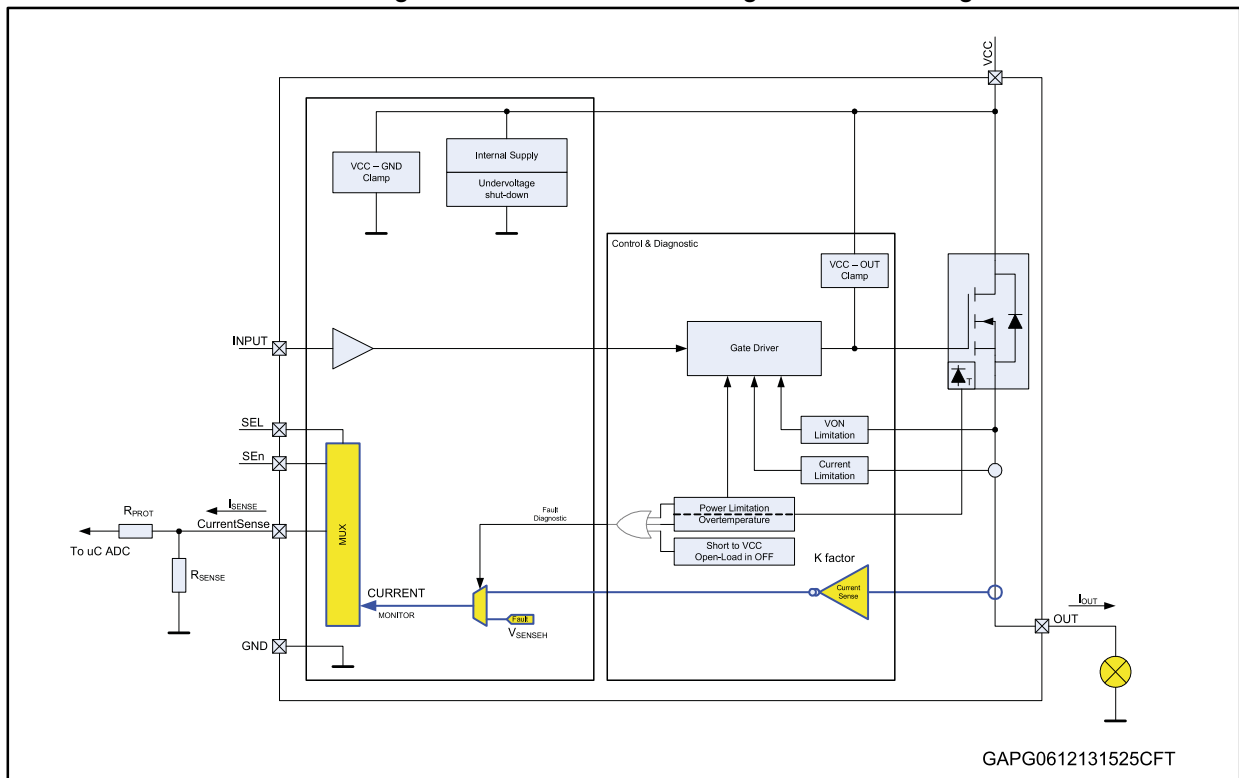 VCC
VCC – GND
Clamp
Internal Supply
Undervoltage
shut-down
Control & Diagnostic
VCC – OUT
Clamp
INPUT
Gate Driver
T
SEL
SEn
VON
Limitation
Current
Limitation
ISENSE
RPROT
CurrentSense
To uC ADC
RSENSE
MUX
Fault
Diagnostic
Power Limitation
Overtemperature
Short to VCC
Open-Load in OFF
K factor
Current
Sense
CURRENT
MONITOR
Fault
VSENSEH
IOUT
OUT
GND
GAPG0612131525CFT